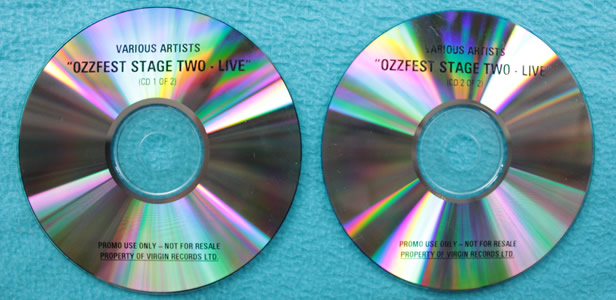 VARIOUS ARTISTS
"OZZFEST STAGE TWO - LIVE"
(CD 1 OF 2)
PROMO USE ONLY – NOT FOR RESALE
PROPERTY OF VIRGIN RECORDS LTD.
VARIOUS ARTISTS
"OZZFEST STAGE TWO - LIVE
(CD 2 OF 2)
PROMO USE ONLY – NOT FOR RESALE
PROPERTY OF VIRGIN RECORDS LTD.